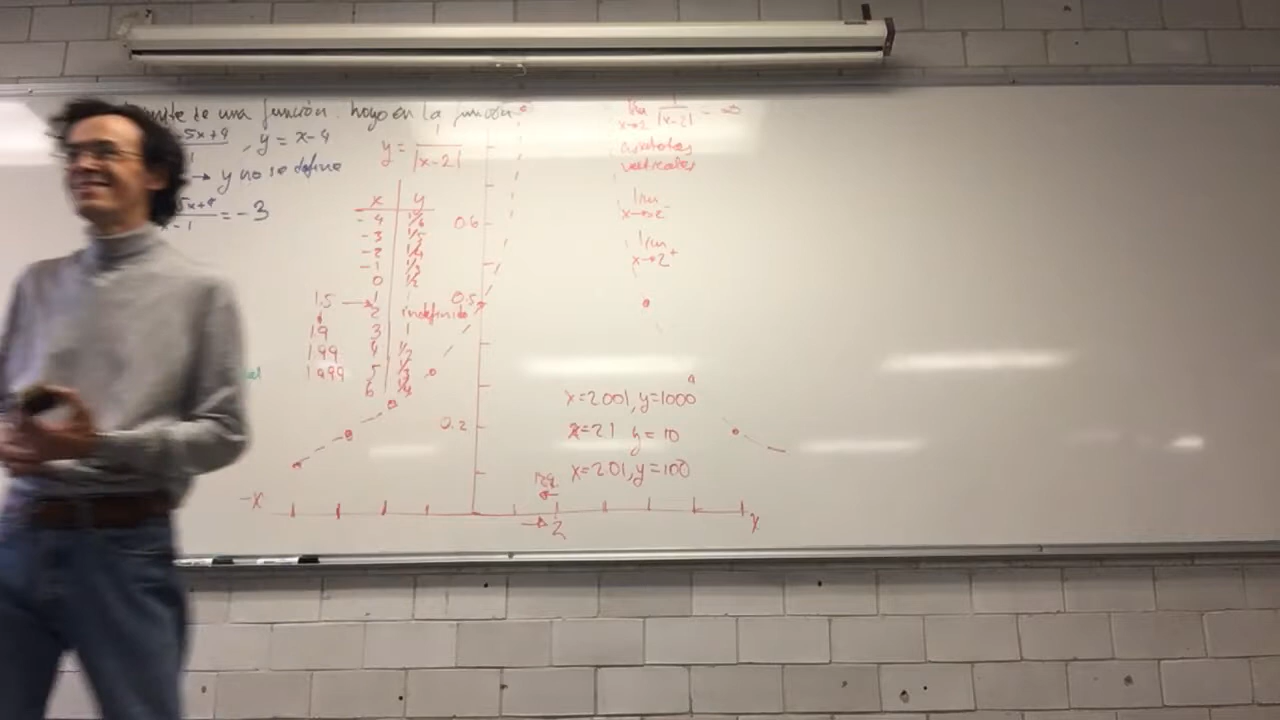 de una función. hoyo en la función
5x+4 , y = x-4
→ y no se define
5x+4 / x-1 = -3
y = 1/|x-2|
x y
-4 1/6
-3 1/5
-2 1/4
-1 1/3
0 1/2
1 1
2 indefinido
3 1
4 1/2
5 1/3
6 1/4
1.5 →
1.9
1.99
1.999
0.6
0.5
0.2
lim x→2 1/|x-2| = ∞
asíntotas
verticales
lim x→2⁻
lim x→2⁺
x=2.001, y=1000
x=2.1 y=10
x=2.01, y=100
-x
→ 2
x